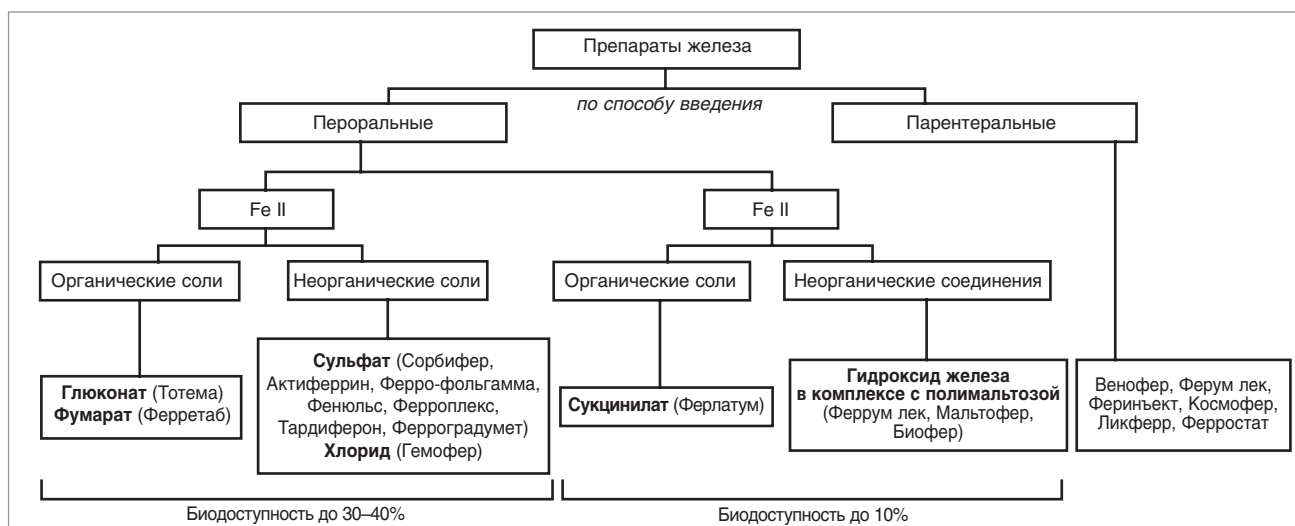 Препараты железа
по способу введения
Пероральные
Парентеральные
Fe II
Fe II
Органические соли
Неорганические соли
Органические соли
Неорганические соединения
Глюконат (Тотема)
Фумарат (Ферретаб)
Сульфат (Сорбифер,
Актиферрин, Ферро-фольгамма,
Фенюльс, Ферроплекс,
Тардиферон, Ферроградумет)
Хлорид (Гемофер)
Сукцинилат (Ферлатум)
Гидроксид железа
в комплексе с полимальтозой
(Феррум лек, Мальтофер,
Биофер)
Венофер, Ферум лек,
Феринъект, Космофер,
Ликферр, Ферростат
Биодоступность до 30–40%
Биодоступность до 10%